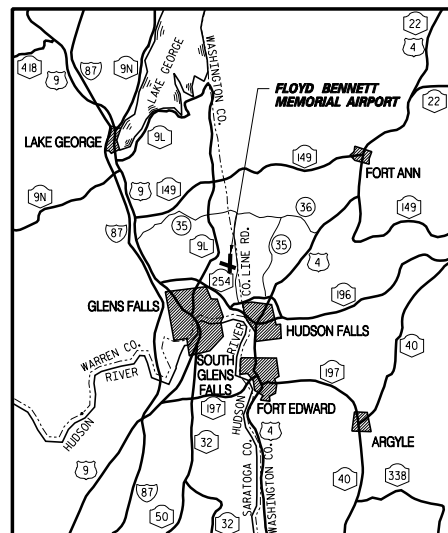 22
4
418
9
87
9N
LAKE GEORGE
WASHINGTON CO.
FLOYD BENNETT
MEMORIAL AIRPORT
22
LAKE GEORGE
9L
149
FORT ANN
9N
9
149
149
36
87
35
9L
CO. LINE RD.
35
4
254
196
GLENS FALLS
HUDSON FALLS
40
RIVER
WARREN CO.
RIVER
SOUTH
GLENS
FALLS
197
HUDSON
197
HUDSON
FORT EDWARD
4
ARGYLE
32
9
SARATOGA CO.
WASHINGTON CO.
87
40
338
50
32